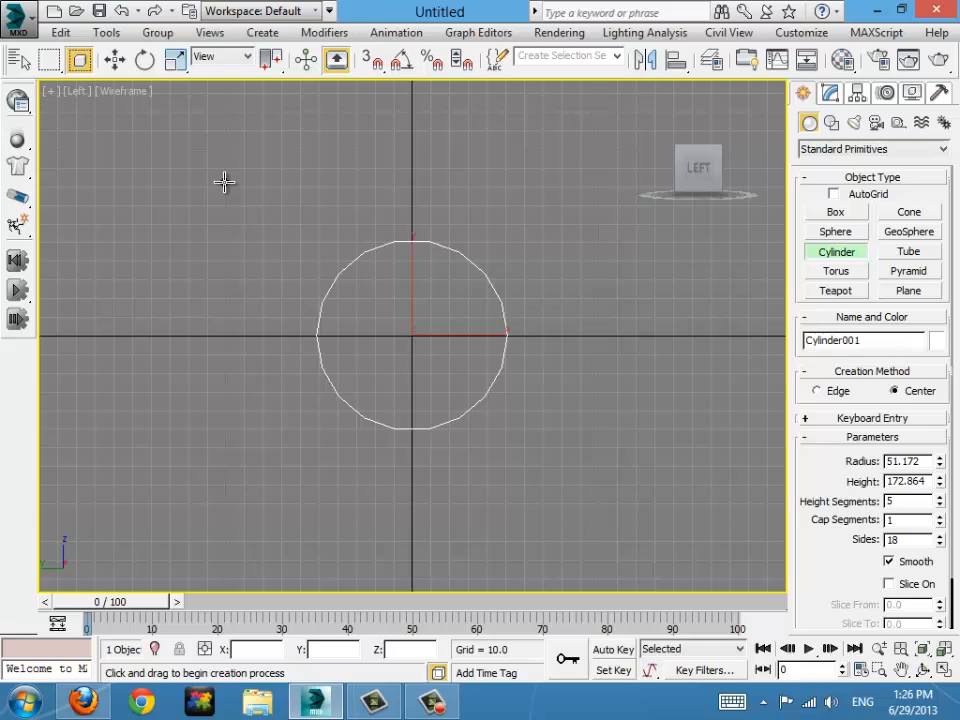 MXD
Workspace: Default
Untitled
Type a keyword or phrase
Edit Tools Group Views Create Modifiers Animation Graph Editors Rendering Lighting Analysis Civil View Customize MAXScript Help
View
3
%
ABC
Create Selection Se
[+] [Left] [Wireframe]
LEFT
Standard Primitives
- Object Type
AutoGrid
Box Cone
Sphere GeoSphere
Cylinder Tube
Torus Pyramid
Teapot Plane
- Name and Color
Cylinder001
- Creation Method
Edge Center
+ Keyboard Entry
- Parameters
Radius: 51.172
Height: 172.864
Height Segments: 5
Cap Segments: 1
Sides: 18
Smooth
Slice On
Slice From: 0.0
Slice To: 0.0
z
y
< 0 / 100 >
0 10 20 30 40 50 60 70 80 90 100
1 Object X: Y: Z: Grid = 10.0 Auto Key Selected
Welcome to M
Click and drag to begin creation process Add Time Tag Set Key Key Filters... 0
ENG
1:26 PM
6/29/2013